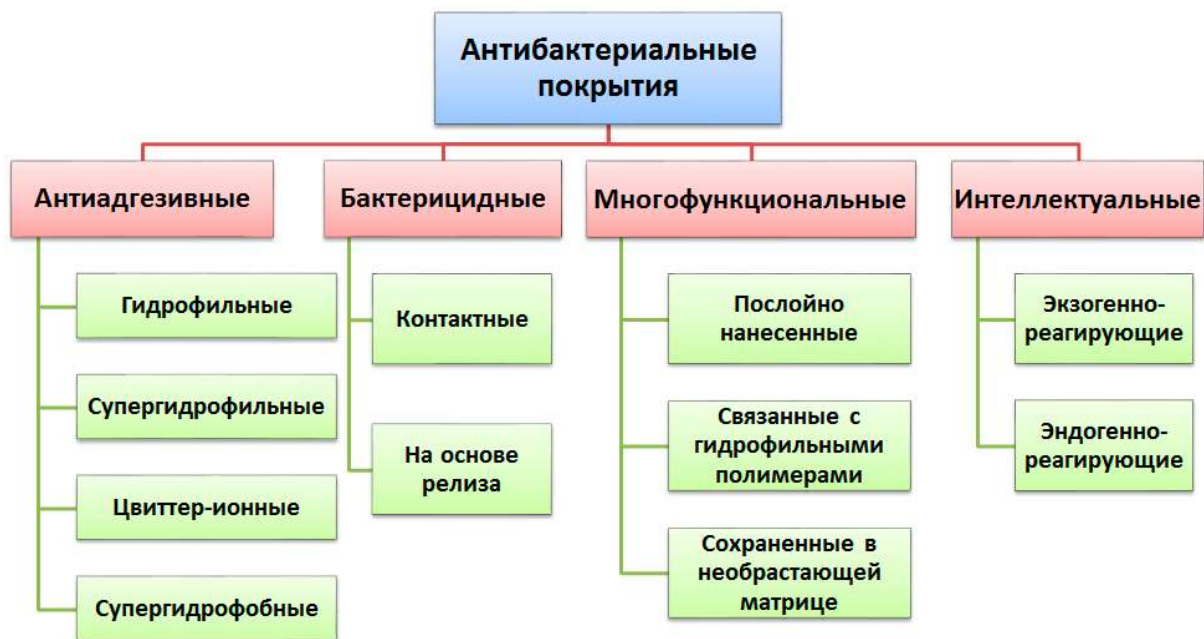 Антибактериальные
покрытия
Антиадгезивные
Бактерицидные
Многофункциональные
Интеллектуальные
Гидрофильные
Супергидрофильные
Цвиттер-ионные
Супергидрофобные
Контактные
На основе
релиза
Послойно
нанесенные
Связанные с
гидрофильными
полимерами
Сохраненные в
необрастающей
матрице
Экзогенно-
реагирующие
Эндогенно-
реагирующие